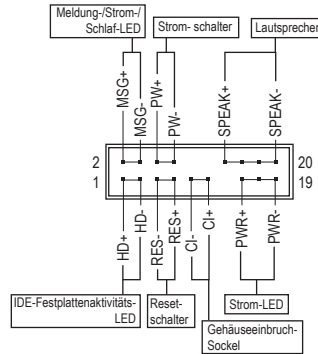 Meldung-/Strom-/
Schlaf-LED
Strom- schalter
Lautsprecher
MSG+
MSG-
PW+
PW-
SPEAK+
SPEAK-
2
20
1
19
HD+
HD-
RES-
RES+
CI-
CI+
PWR+
PWR-
IDE-Festplattenaktivitäts-
LED
Reset-
schalter
Strom-LED
Gehäuseeinbruch-
Sockel